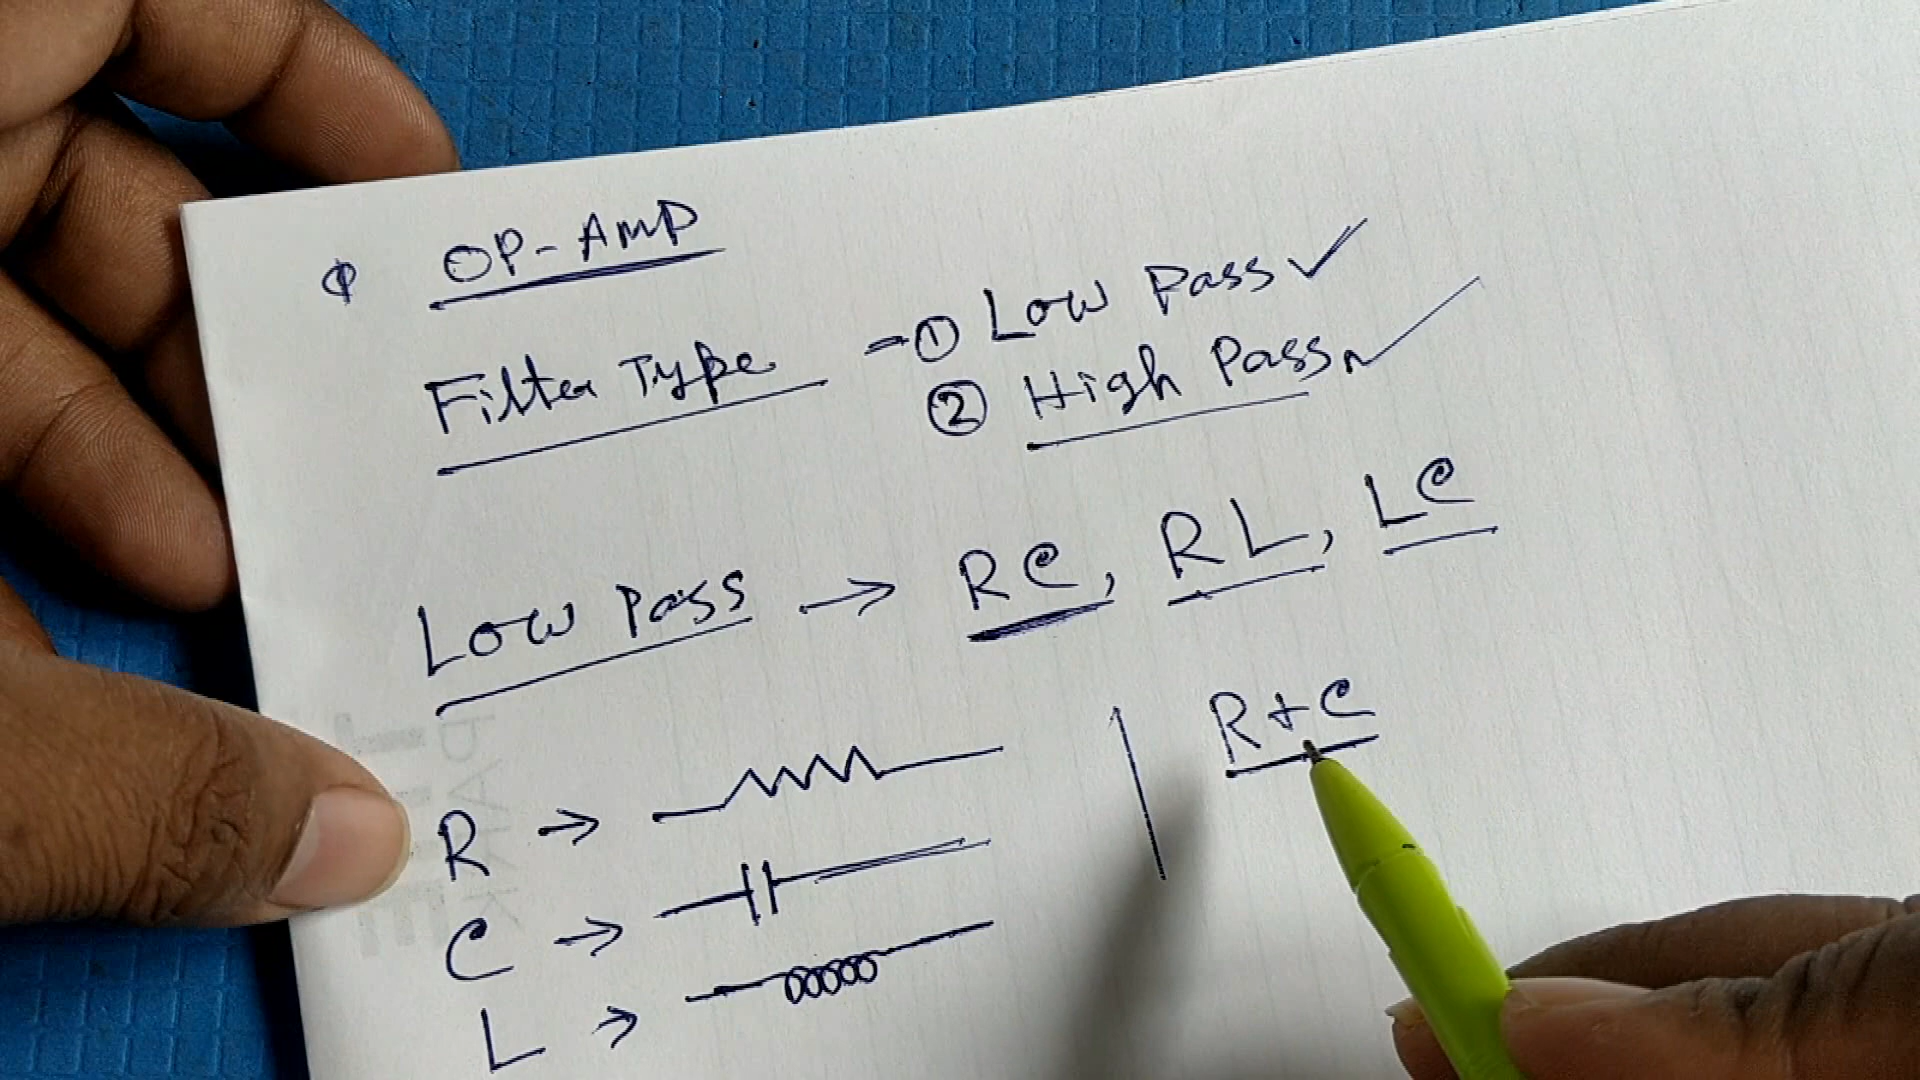 OP-AMP
Filter Type - ① Low Pass ✓
② High Pass ✓
Low Pass → RC, RL, LC
R →
C →
L →
R+C